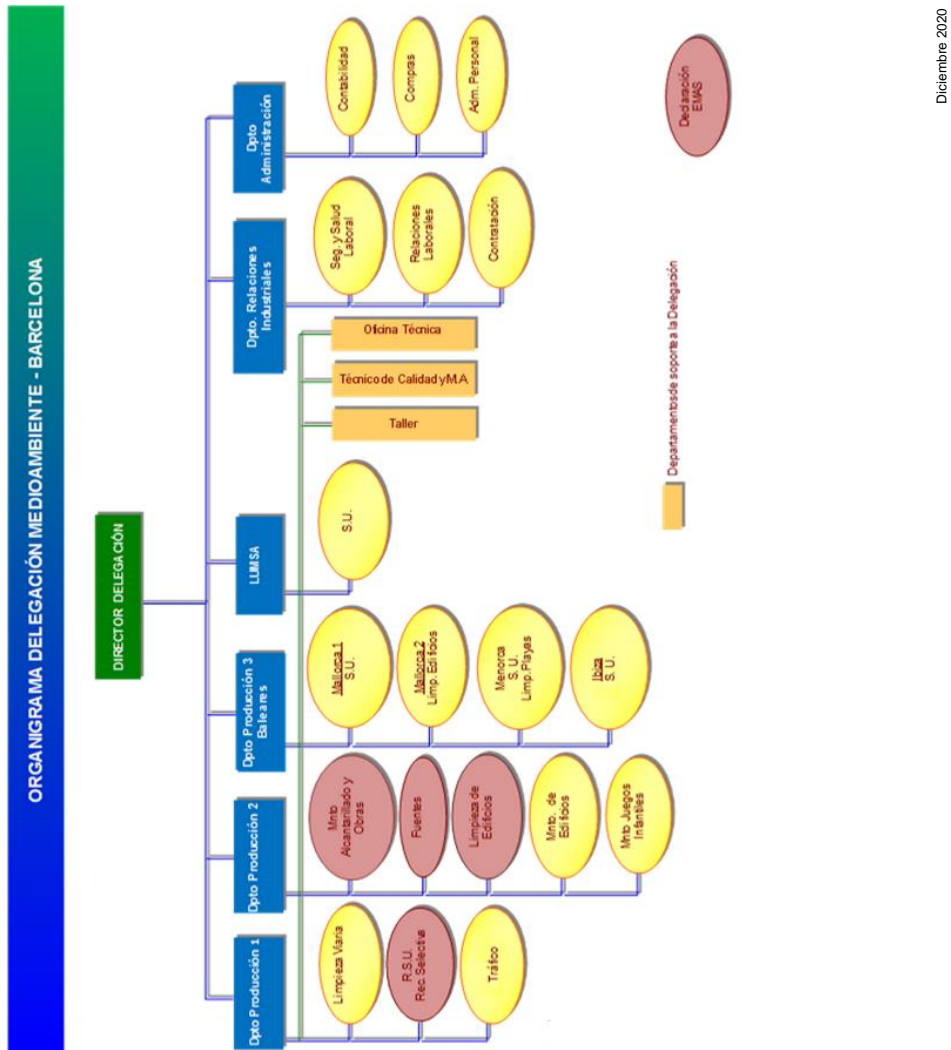 ORGANIGRAMA DELEGACIÓN MEDIOAMBIENTE - BARCELONA
DIRECTOR DELEGACIÓN
Dpto Producción 1
Limpieza Viaria
R.S.U.
Rec. Selectiva
Tráfico
Dpto Producción 2
Mnto
Alcantarillado y
Obras
Fuentes
Limpieza de
Edificios
Mnto. de
Edificios
Mnto Juegos
Infantiles
Dpto Producción 3
Baleares
Mallorca 1
S.U.
Mallorca 2
Limp. Edificios
Menorca
S. U.
Limp. Playas
Ibiza
S. U.
LUMSA
S.U.
Taller
Técnico de Calidad y M.A
Oficina Técnica
Dpto. Relaciones
Industriales
Seg. y Salud
Laboral
Relaciones
Laborales
Contratación
Dpto
Administración
Contabilidad
Compras
Adm. Personal
Departamentos de soporte a la Delegación
Declaración
EMAS
Diciembre 2020